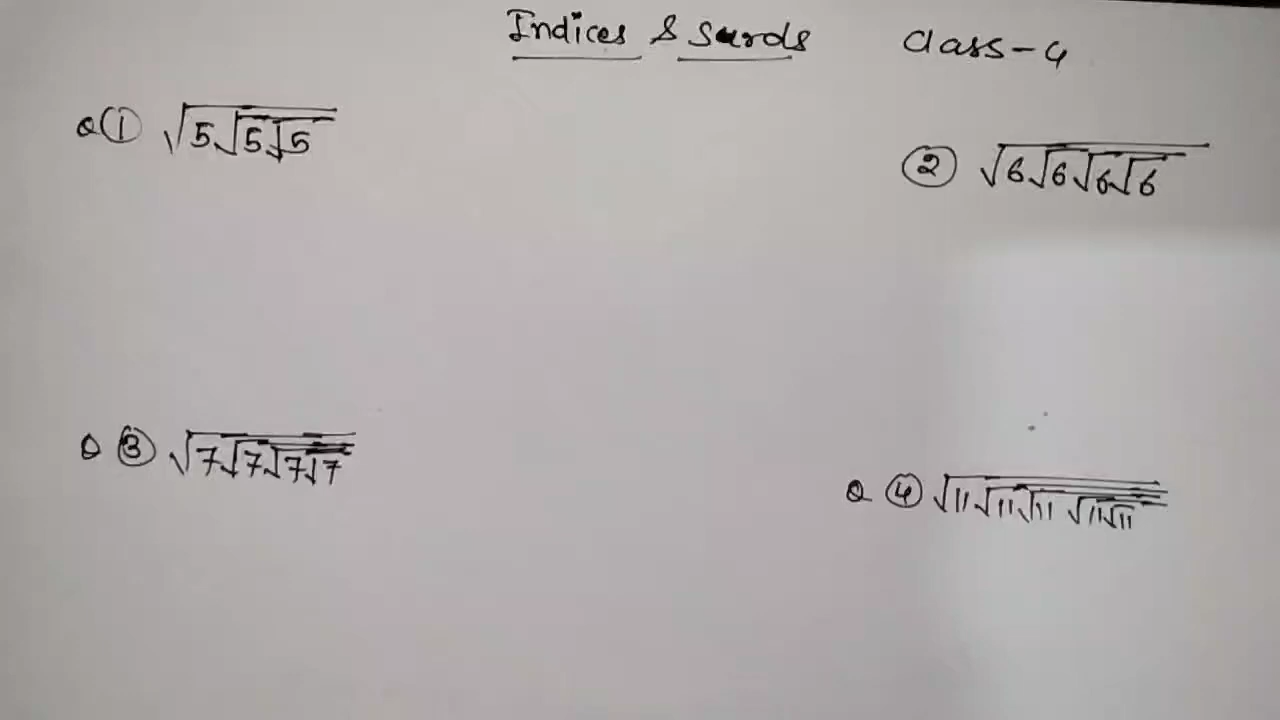 Indices & Surds Class-4
Q ① √5√5√5
② √6√6√6√6
Q ③ √7√7√7√7
Q ④ √11√11√11√11√11